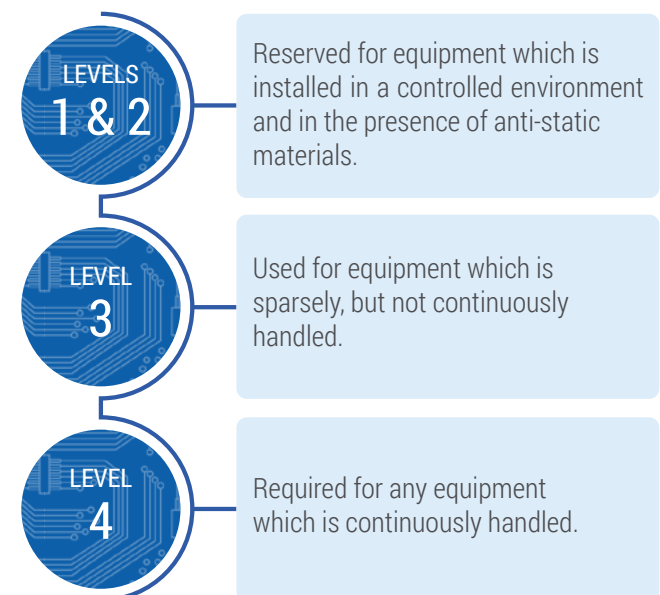 LEVELS
1 & 2
Reserved for equipment which is
installed in a controlled environment
and in the presence of anti-static
materials.
LEVEL
3
Used for equipment which is
sparsely, but not continuously
handled.
LEVEL
4
Required for any equipment
which is continuously handled.